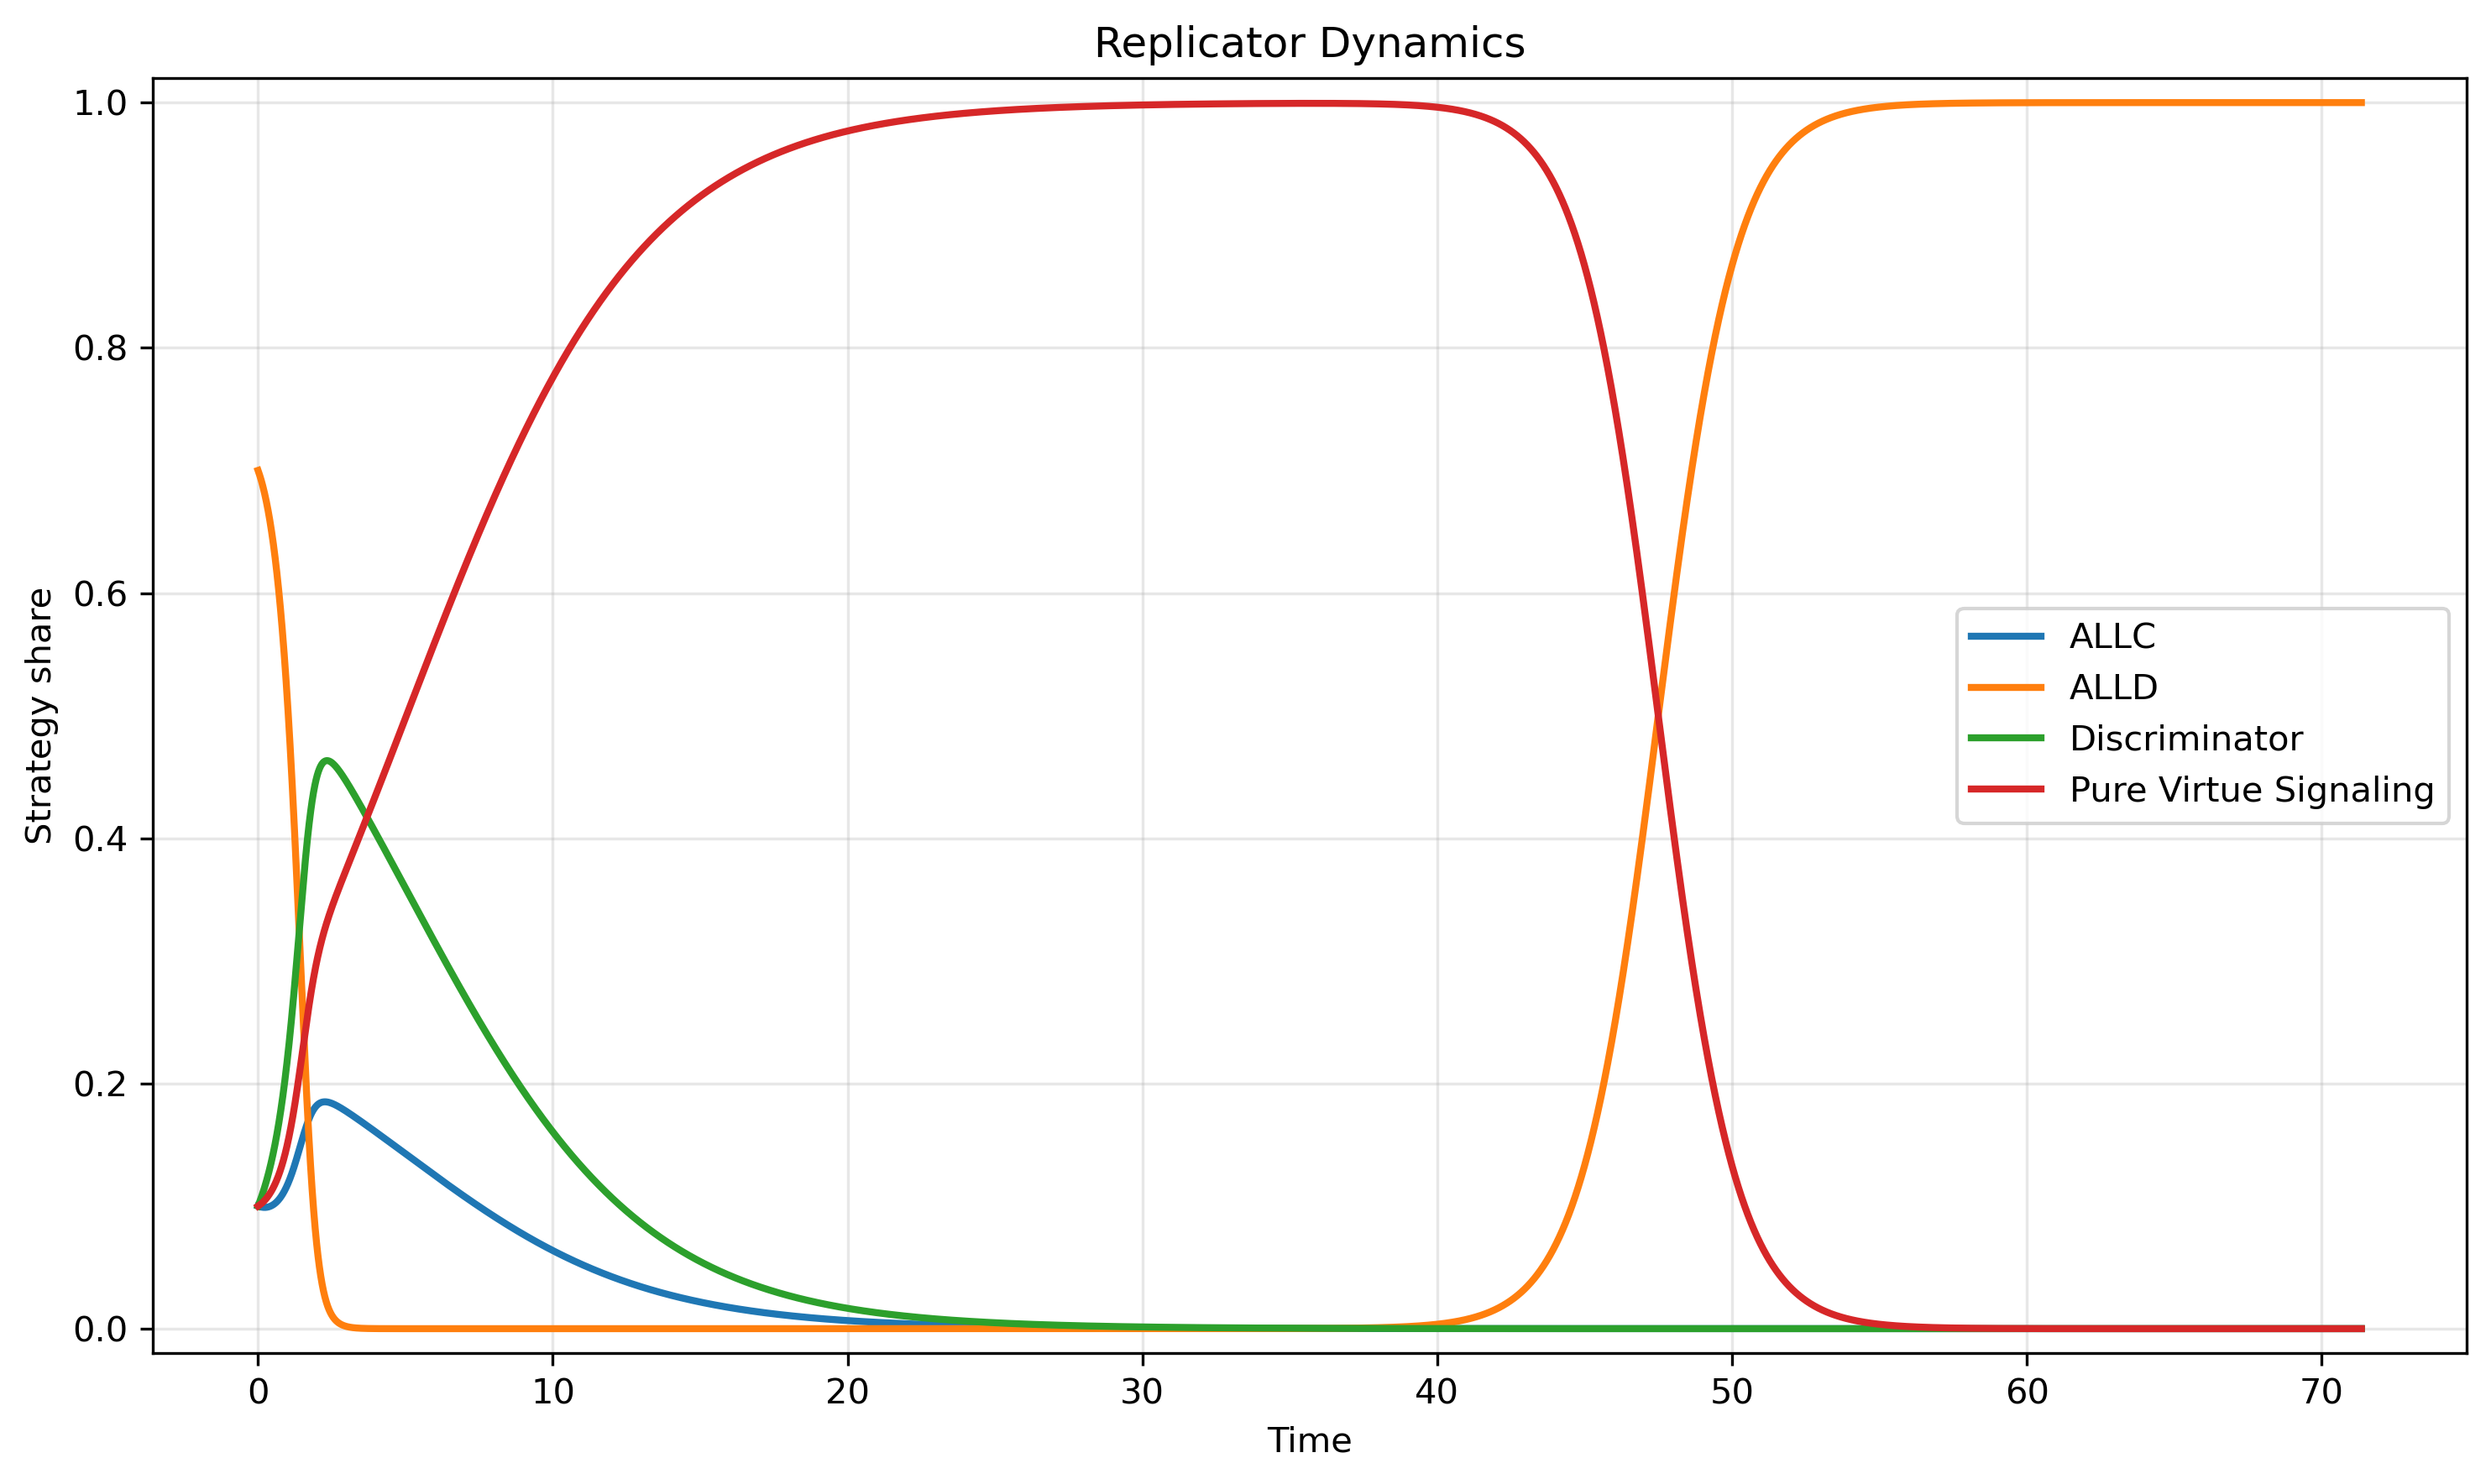 Replicator Dynamics
Strategy share
1.0
0.8
0.6
0.4
0.2
0.0
ALLC
ALLD
Discriminator
Pure Virtue Signaling
0 10 20 30 40 50 60 70
Time